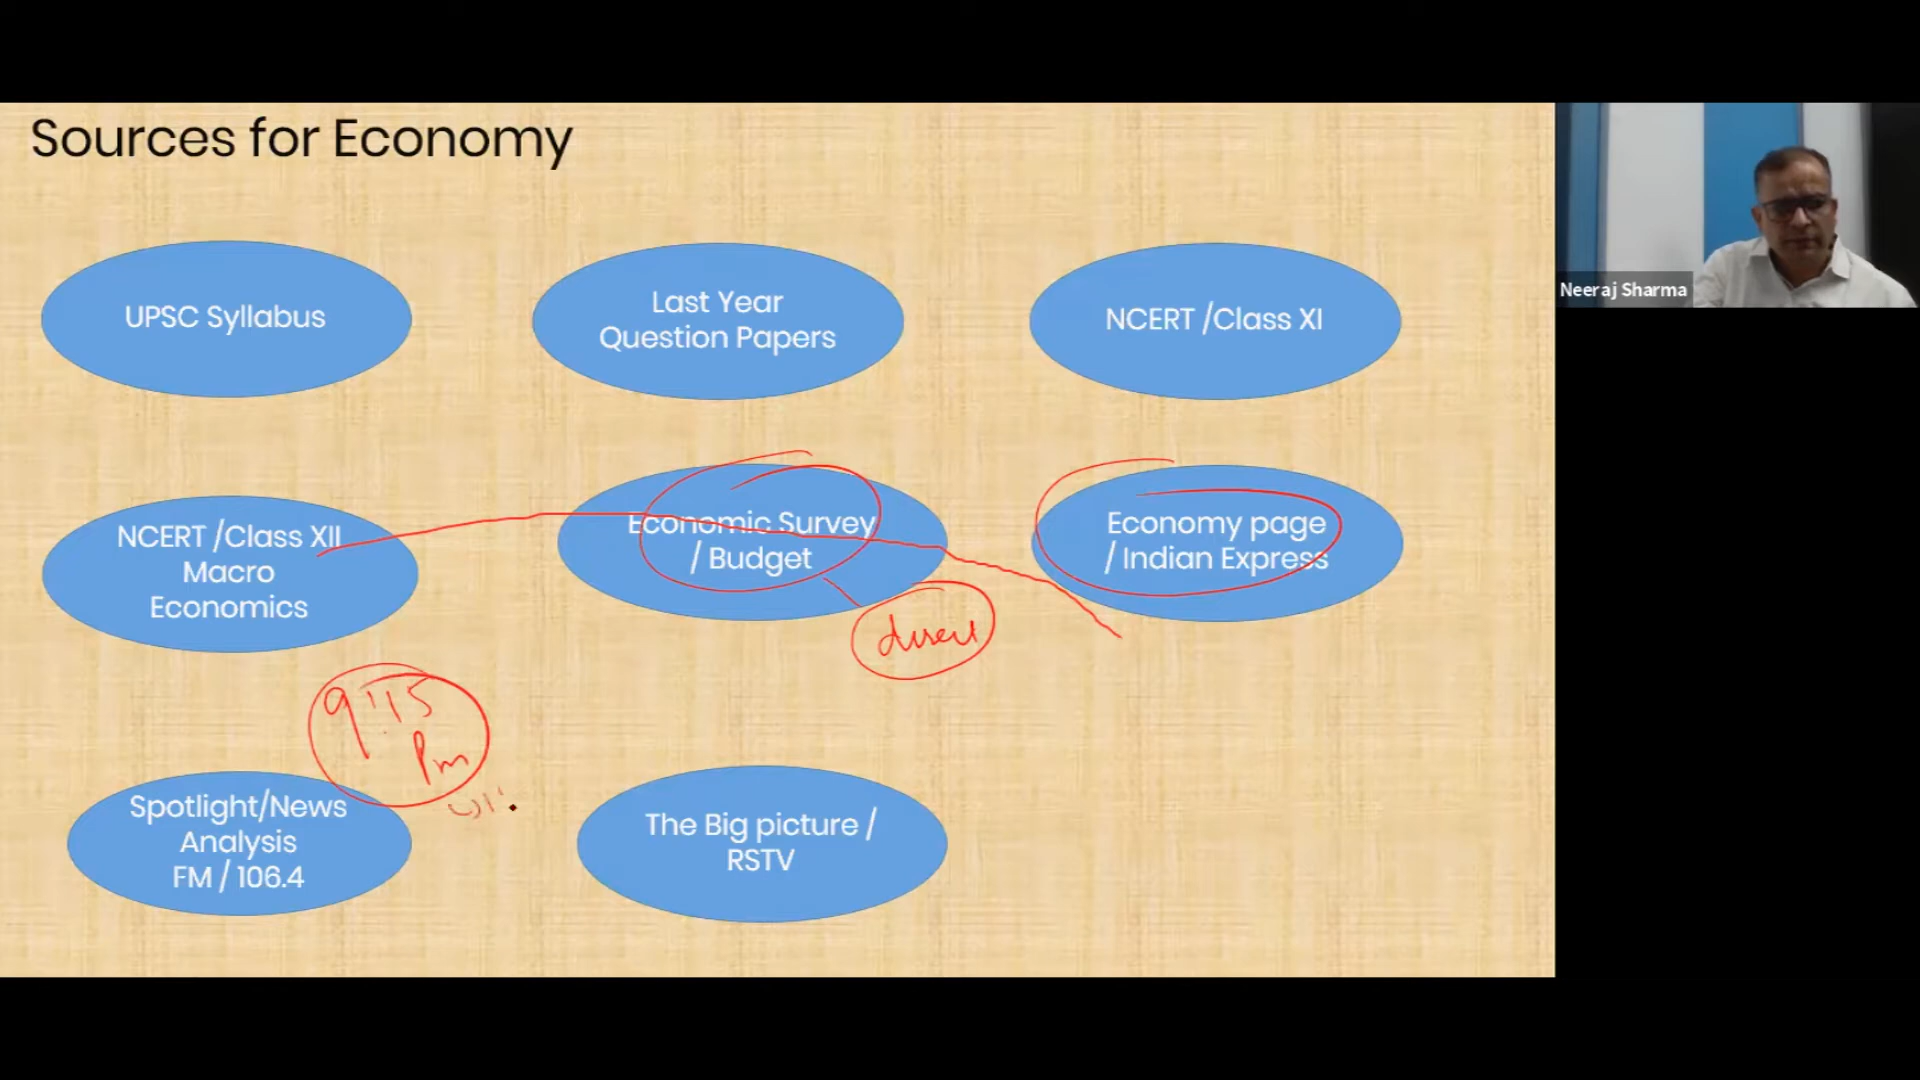 Sources for Economy
UPSC Syllabus
Last Year
Question Papers
NCERT /Class XI
NCERT /Class XII
Macro
Economics
Economic Survey
/ Budget
Economy page
/ Indian Express
9:15
Pm
Spotlight/News
Analysis
FM / 106.4
The Big picture /
RSTV
Neeraj Sharma